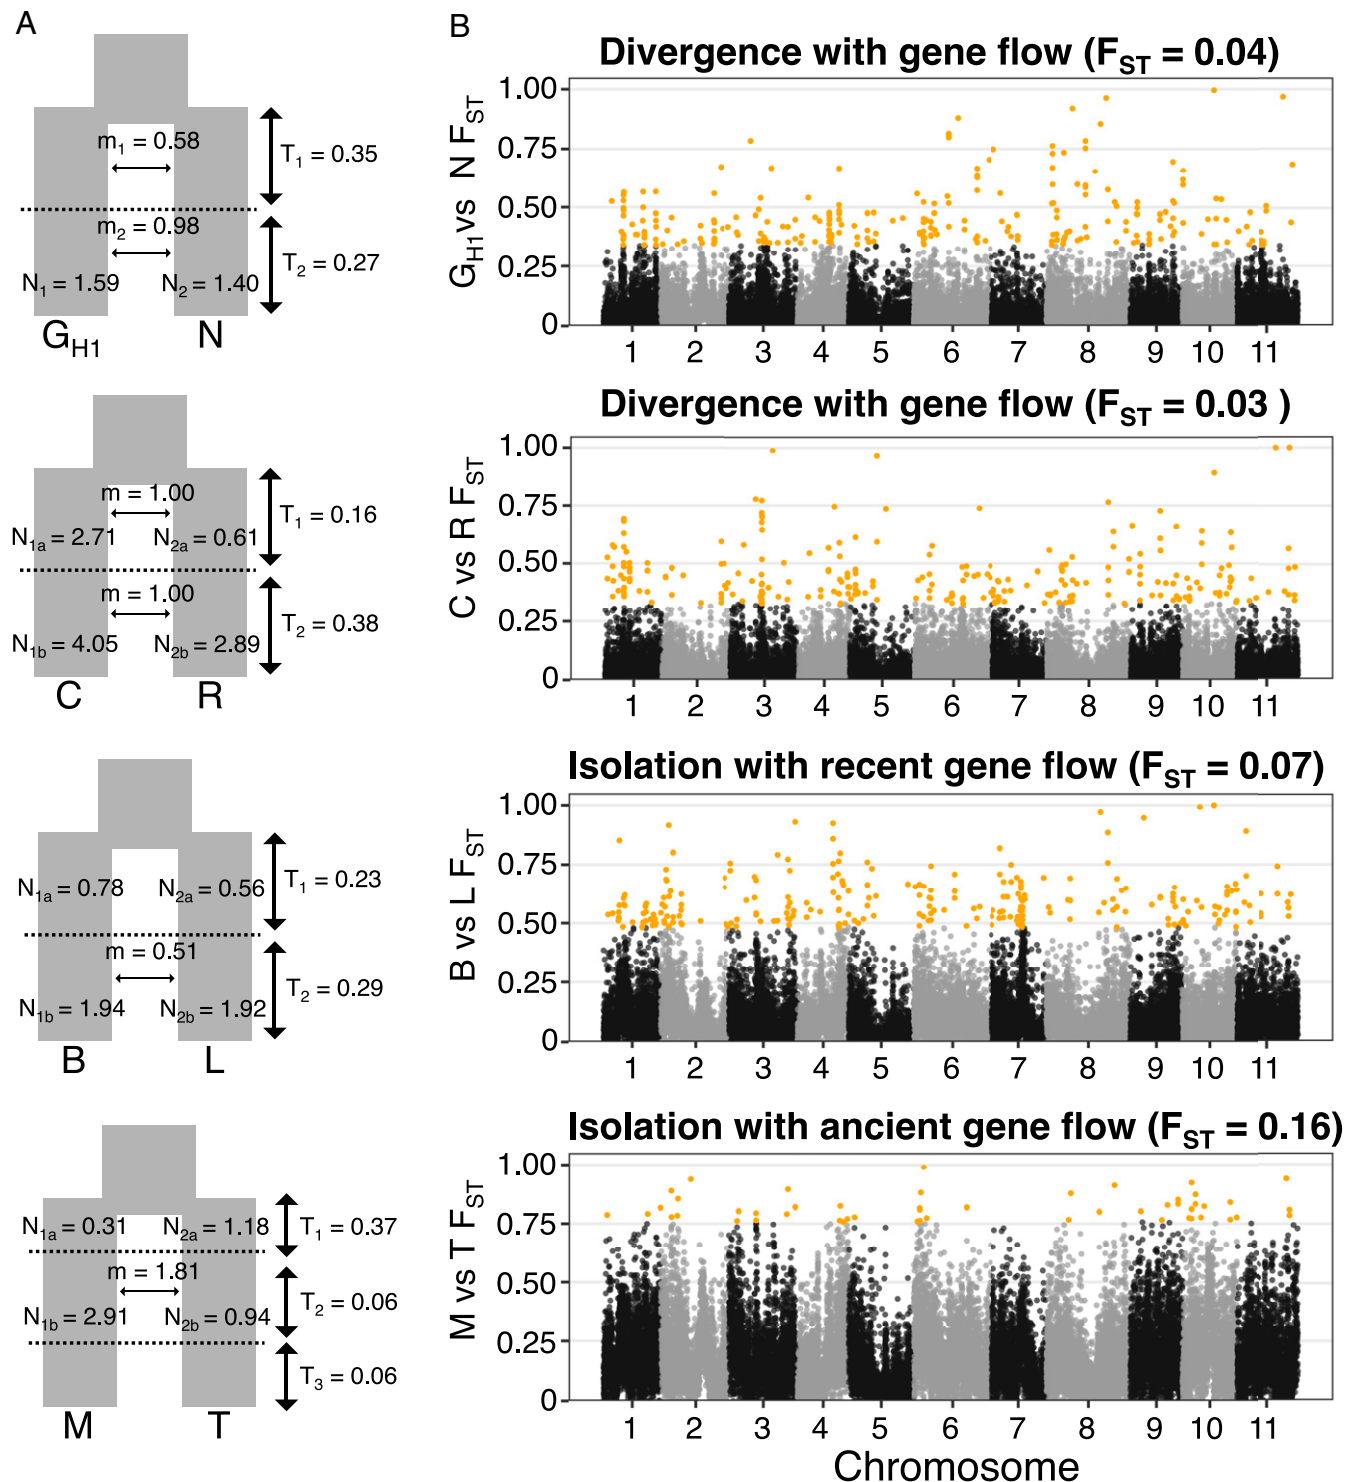 A
m1 = 0.58
T1 = 0.35
m2 = 0.98
N1 = 1.59
N2 = 1.40
T2 = 0.27
GH1
N
m = 1.00
T1 = 0.16
N1a = 2.71
N2a = 0.61
m = 1.00
T2 = 0.38
N1b = 4.05
N2b = 2.89
C
R
N1a = 0.78
N2a = 0.56
T1 = 0.23
m = 0.51
T2 = 0.29
N1b = 1.94
N2b = 1.92
B
L
N1a = 0.31
N2a = 1.18
T1 = 0.37
m = 1.81
T2 = 0.06
N1b = 2.91
N2b = 0.94
T3 = 0.06
M
T
B
Divergence with gene flow (FST = 0.04)
GH1 vs N FST
1.00
0.75
0.50
0.25
0
1 2 3 4 5 6 7 8 9 10 11
Divergence with gene flow (FST = 0.03 )
C vs R FST
1.00
0.75
0.50
0.25
0
1 2 3 4 5 6 7 8 9 10 11
Isolation with recent gene flow (FST = 0.07)
B vs L FST
1.00
0.75
0.50
0.25
0
1 2 3 4 5 6 7 8 9 10 11
Isolation with ancient gene flow (FST = 0.16)
M vs T FST
1.00
0.75
0.50
0.25
0
1 2 3 4 5 6 7 8 9 10 11
Chromosome